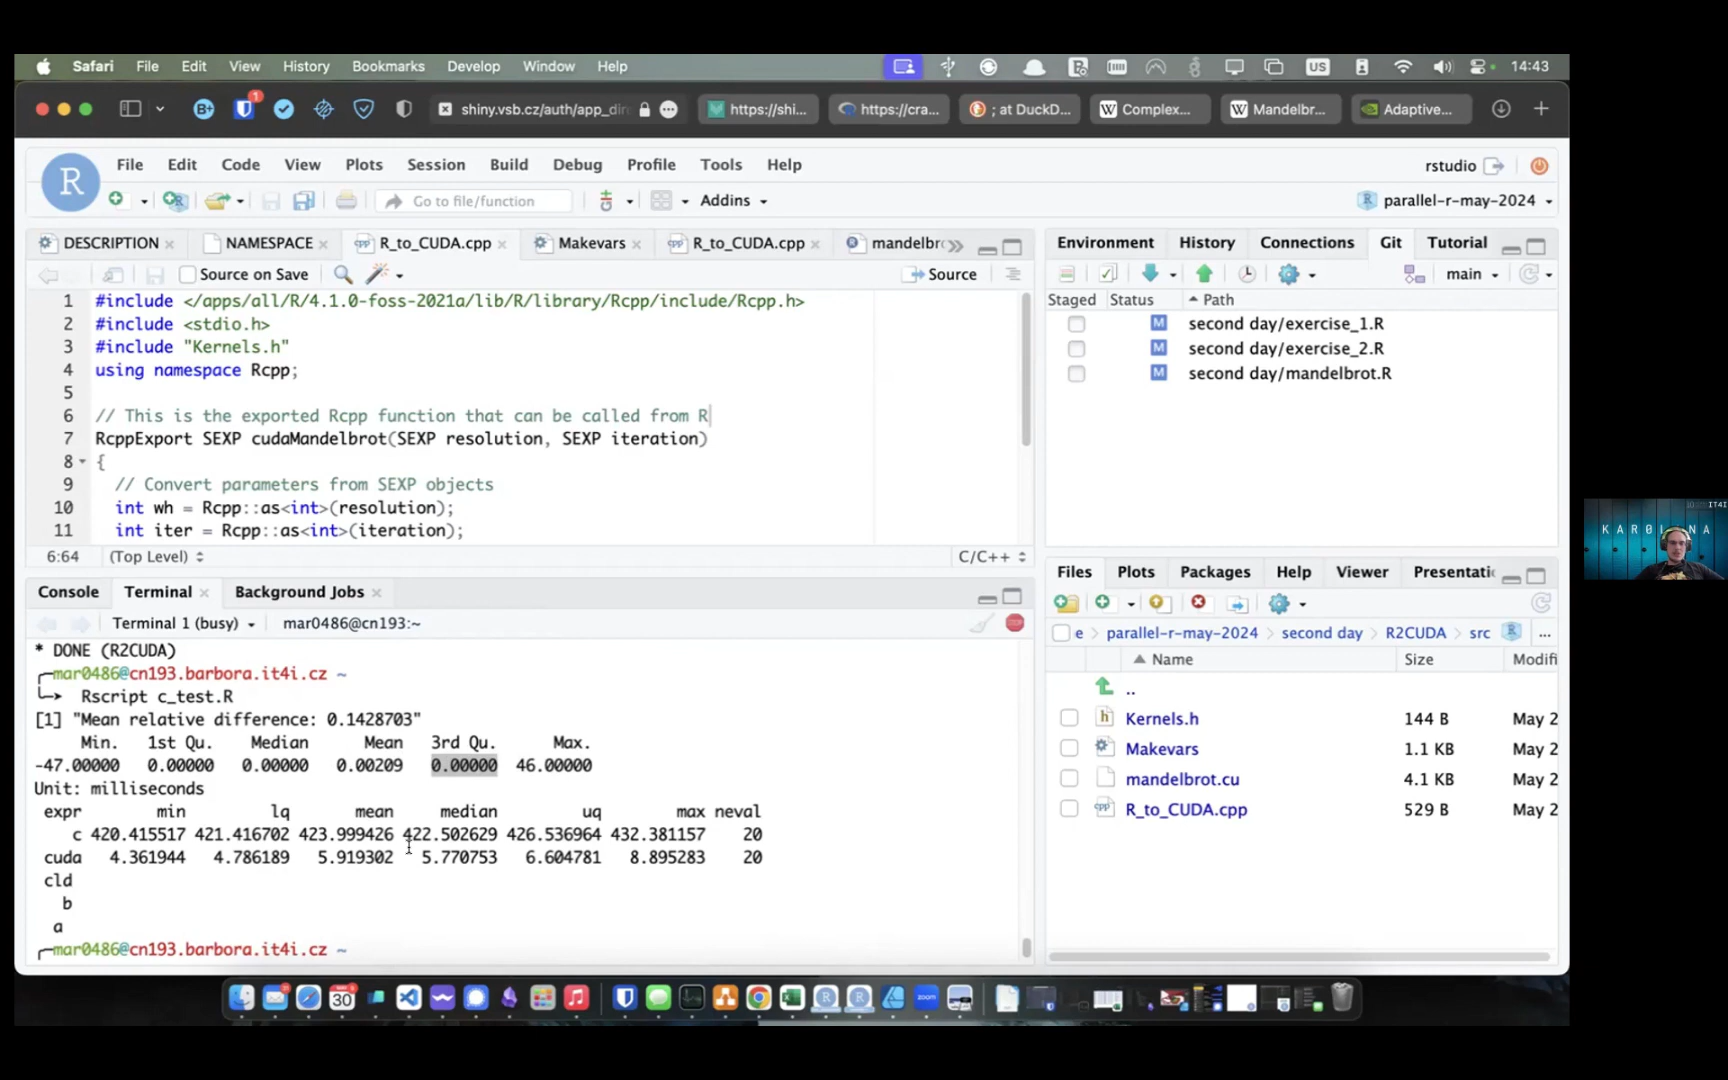 Safari File Edit View History Bookmarks Develop Window Help US 14:43
1 shiny.vsb.cz/auth/app_dir https://shi... https://cra... ; at DuckD... Complex... Mandelbr... Adaptive...
File Edit Code View Plots Session Build Debug Profile Tools Help rstudio
Go to file/function Addins parallel-r-may-2024
DESCRIPTION NAMESPACE R_to_CUDA.cpp Makevars R_to_CUDA.cpp mandelbr
Source on Save Source
1 #include </apps/all/R/4.1.0-foss-2021a/lib/R/library/Rcpp/include/Rcpp.h>
2 #include <stdio.h>
3 #include "Kernels.h"
4 using namespace Rcpp;
5
6 // This is the exported Rcpp function that can be called from R
7 RcppExport SEXP cudaMandelbrot(SEXP resolution, SEXP iteration)
8 {
9 // Convert parameters from SEXP objects
10 int wh = Rcpp::as<int>(resolution);
11 int iter = Rcpp::as<int>(iteration);
6:64 (Top Level) C/C++
Console Terminal Background Jobs
Terminal 1 (busy) mar0486@cn193:~
* DONE (R2CUDA)
mar0486@cn193.barbora.it4i.cz ~
Rscript c_test.R
[1] "Mean relative difference: 0.1428703"
Min. 1st Qu. Median Mean 3rd Qu. Max.
-47.00000 0.00000 0.00000 0.00209 0.00000 46.00000
Unit: milliseconds
expr min lq mean median uq max neval
c 420.415517 421.416702 423.999426 422.502629 426.536964 432.381157 20
cuda 4.361944 4.786189 5.919302 5.770753 6.604781 8.895283 20
cld
b
a
mar0486@cn193.barbora.it4i.cz ~
Environment History Connections Git Tutorial
main
Staged Status Path
M second day/exercise_1.R
M second day/exercise_2.R
M second day/mandelbrot.R
Files Plots Packages Help Viewer Presentati
e > parallel-r-may-2024 > second day > R2CUDA > src ...
Name Size Modifi
..
Kernels.h 144 B May 2
Makevars 1.1 KB May 2
mandelbrot.cu 4.1 KB May 2
R_to_CUDA.cpp 529 B May 2
IT4I
KAROLINA
30
zoom